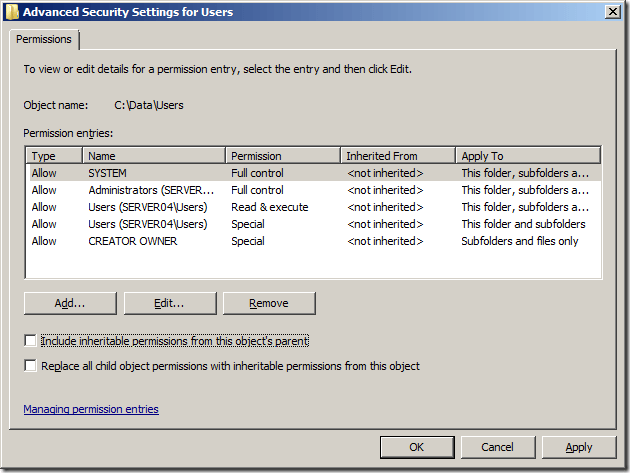 Advanced Security Settings for Users
Permissions
To view or edit details for a permission entry, select the entry and then click Edit.
Object name: C:\Data\Users
Permission entries:
Type Name Permission Inherited From Apply To
Allow SYSTEM Full control <not inherited> This folder, subfolders a...
Allow Administrators (SERVER... Full control <not inherited> This folder, subfolders a...
Allow Users (SERVER04\Users) Read & execute <not inherited> This folder, subfolders a...
Allow Users (SERVER04\Users) Special <not inherited> This folder and subfolders
Allow CREATOR OWNER Special <not inherited> Subfolders and files only
Add... Edit... Remove
Include inheritable permissions from this object's parent
Replace all child object permissions with inheritable permissions from this object
Managing permission entries
OK Cancel Apply